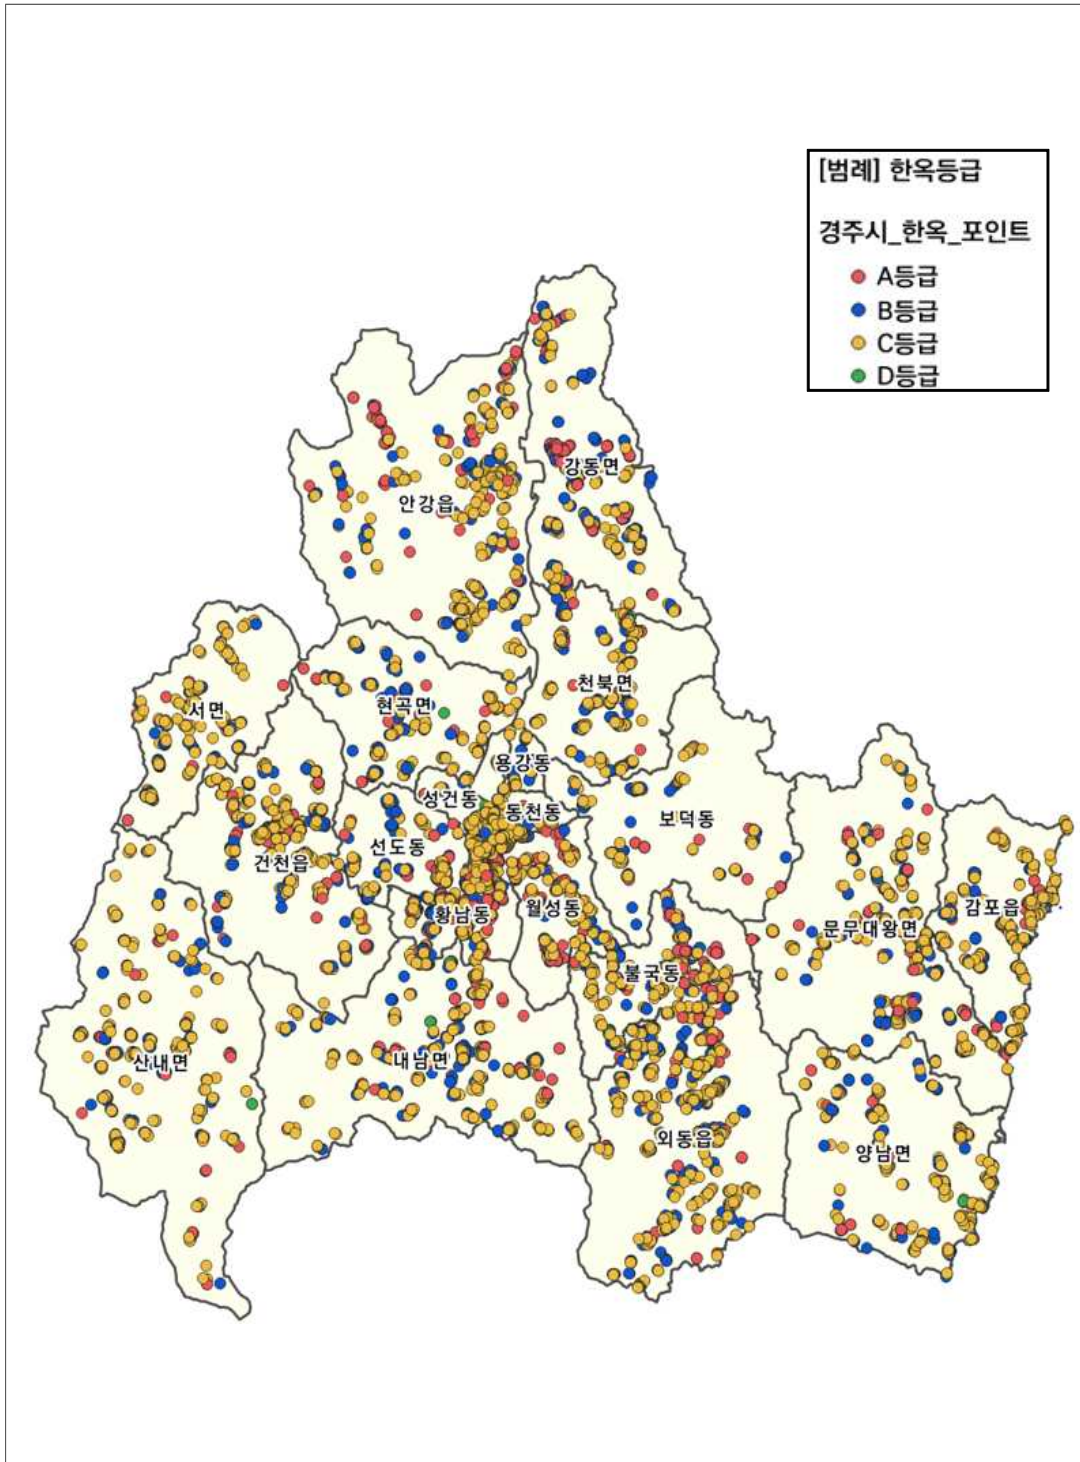 [범례] 한옥등급
경주시_한옥_포인트
A등급
B등급
C등급
D등급
강동면
안강읍
천북면
서면
현곡면
용강동
성건동
동천동
보덕동
선도동
건천읍
월성동
황남동
감포읍
문무대왕면
불국동
산내면
내남면
외동읍
양남면